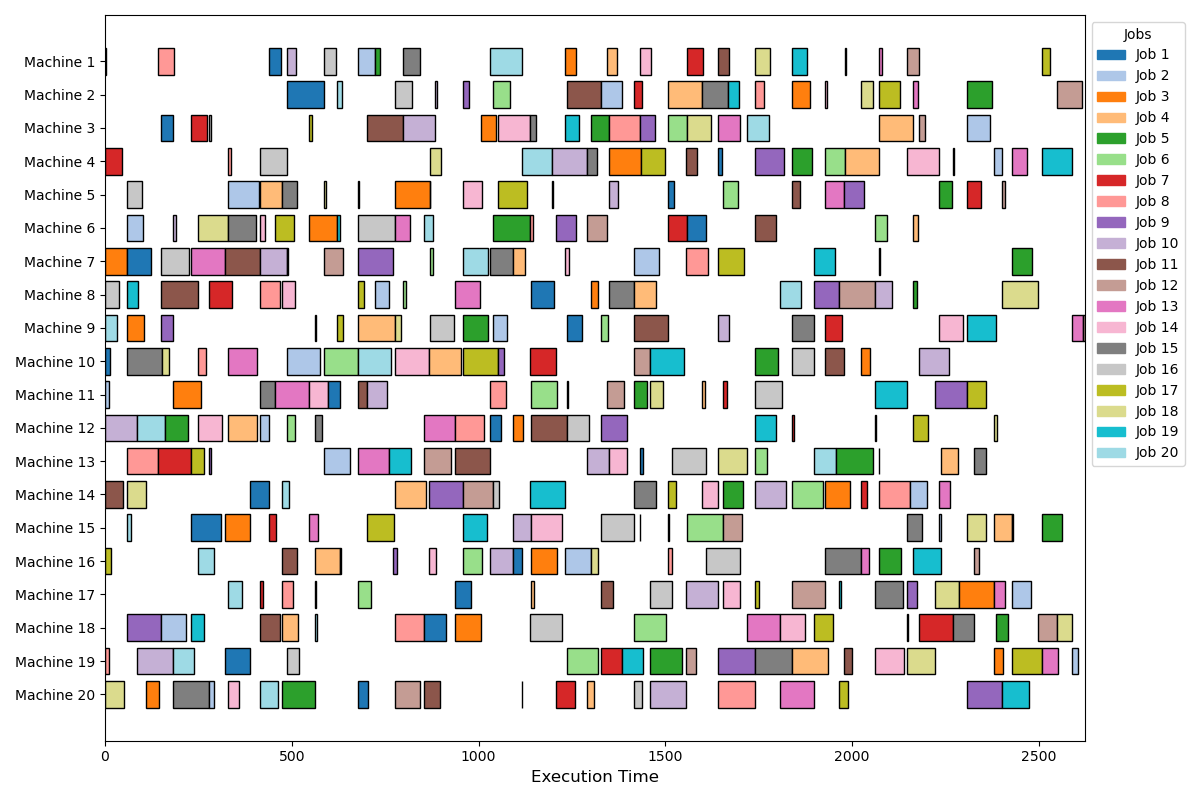 Machine 1
Machine 2
Machine 3
Machine 4
Machine 5
Machine 6
Machine 7
Machine 8
Machine 9
Machine 10
Machine 11
Machine 12
Machine 13
Machine 14
Machine 15
Machine 16
Machine 17
Machine 18
Machine 19
Machine 20
0 500 1000 1500 2000 2500
Execution Time
Jobs
Job 1
Job 2
Job 3
Job 4
Job 5
Job 6
Job 7
Job 8
Job 9
Job 10
Job 11
Job 12
Job 13
Job 14
Job 15
Job 16
Job 17
Job 18
Job 19
Job 20